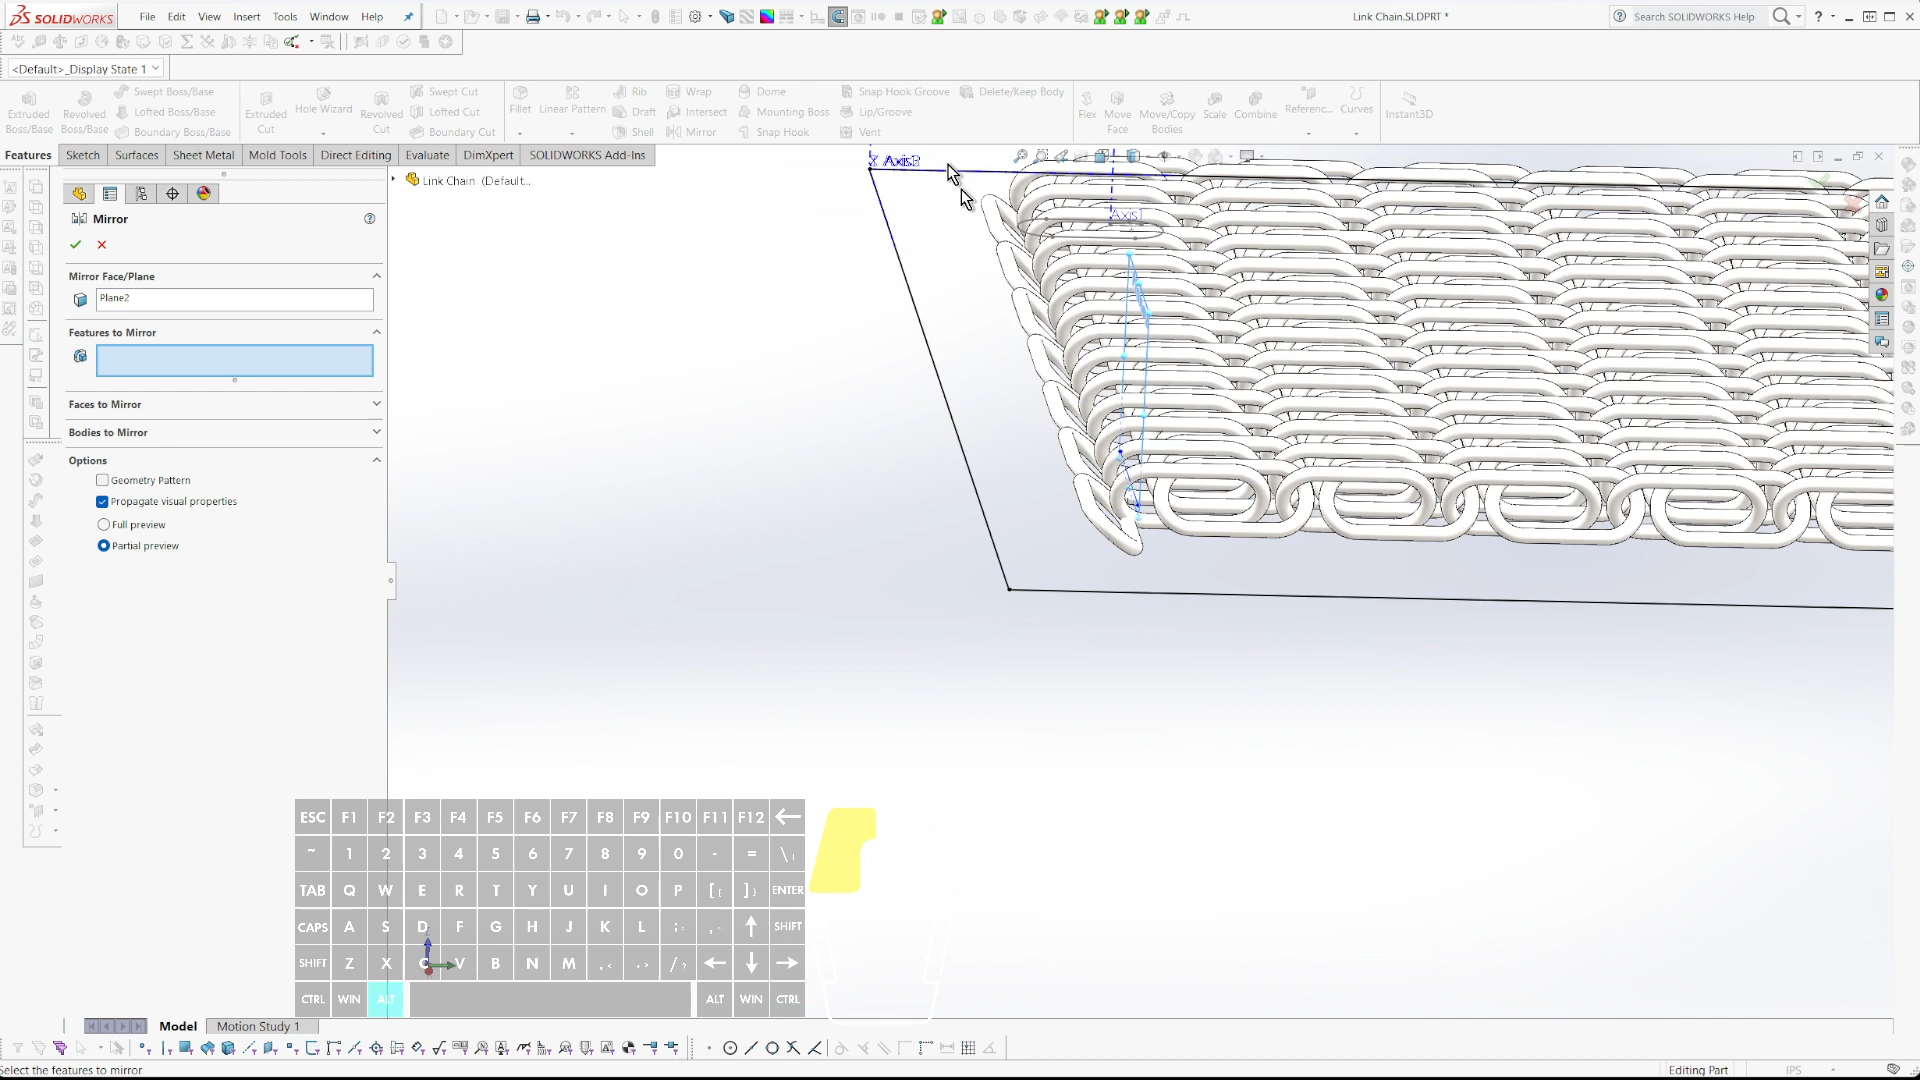 SOLIDWORKS File Edit View Insert Tools Window Help Link Chain.SLDPRT * Search SOLIDWORKS Help ?
<Default>_Display State 1
Swept Boss/Base Swept Cut Rib Wrap Dome Snap Hook Groove Delete/Keep Body
Extruded Boss/Base Revolved Boss/Base Lofted Boss/Base Extruded Cut Hole Wizard Revolved Cut Lofted Cut Fillet Linear Pattern Draft Intersect Mounting Boss Lip/Groove Flex Move Face Move/Copy Bodies Scale Combine Referenc... Curves Instant3D
Boundary Boss/Base Boundary Cut Shell Mirror Snap Hook Vent
Features Sketch Surfaces Sheet Metal Mold Tools Direct Editing Evaluate DimXpert SOLIDWORKS Add-Ins
Link Chain (Default...
Axis1
Mirror
Mirror Face/Plane
Plane2
Features to Mirror
Faces to Mirror
Bodies to Mirror
Options
Geometry Pattern
Propagate visual properties
Full preview
Partial preview
ESC F1 F2 F3 F4 F5 F6 F7 F8 F9 F10 F11 F12 ←
~ 1 2 3 4 5 6 7 8 9 0 - = \|
TAB Q W E R T Y U I O P [{ ]} ENTER
CAPS A S D F G H J K L ;: ,. ↑ SHIFT
SHIFT Z X C V B N M ,< .> /? ← ↓ →
CTRL WIN ALT ALT WIN CTRL
Model Motion Study 1
Select the features to mirror Editing Part IPS